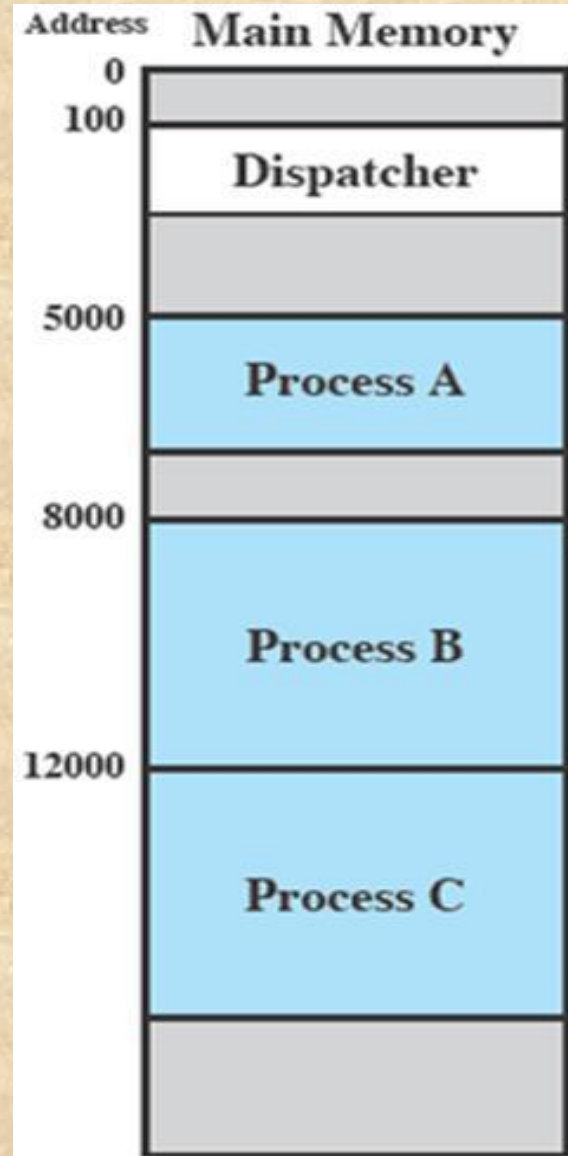 Address Main Memory
0
100
Dispatcher
5000
Process A
8000
Process B
12000
Process C